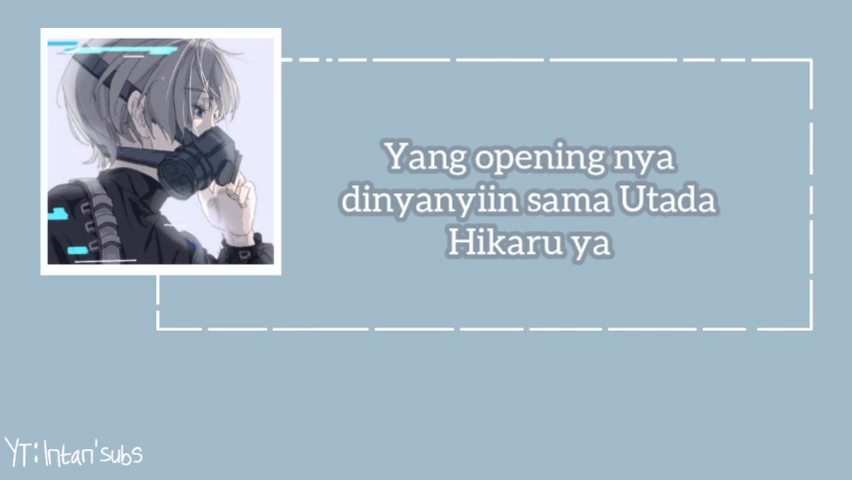 Yang opening nya
dinyanyiin sama Utada
Hikaru ya
YT: Intan'subs